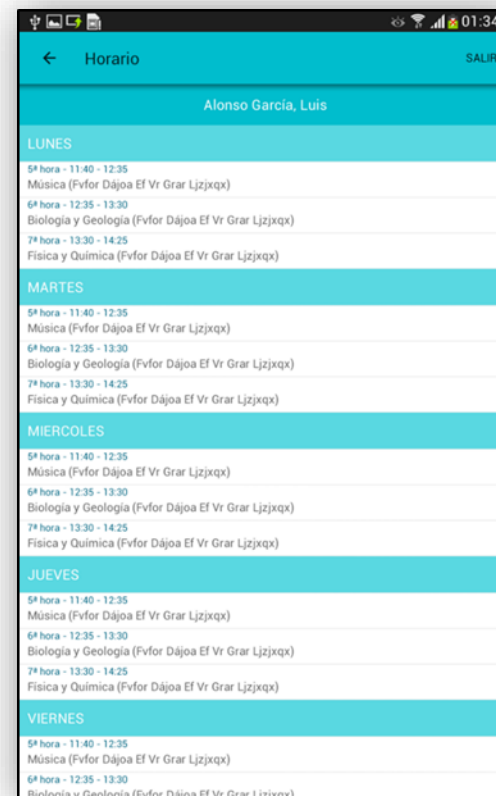 01:34
Horario
SALIR
Alonso García, Luis
LUNES
5ª hora - 11:40 - 12:35
Música (Fvfor Dájoa Ef Vr Grar Ljzjxqx)
6ª hora - 12:35 - 13:30
Biología y Geología (Fvfor Dájoa Ef Vr Grar Ljzjxqx)
7ª hora - 13:30 - 14:25
Física y Química (Fvfor Dájoa Ef Vr Grar Ljzjxqx)
MARTES
5ª hora - 11:40 - 12:35
Música (Fvfor Dájoa Ef Vr Grar Ljzjxqx)
6ª hora - 12:35 - 13:30
Biología y Geología (Fvfor Dájoa Ef Vr Grar Ljzjxqx)
7ª hora - 13:30 - 14:25
Física y Química (Fvfor Dájoa Ef Vr Grar Ljzjxqx)
MIERCOLES
5ª hora - 11:40 - 12:35
Música (Fvfor Dájoa Ef Vr Grar Ljzjxqx)
6ª hora - 12:35 - 13:30
Biología y Geología (Fvfor Dájoa Ef Vr Grar Ljzjxqx)
7ª hora - 13:30 - 14:25
Física y Química (Fvfor Dájoa Ef Vr Grar Ljzjxqx)
JUEVES
5ª hora - 11:40 - 12:35
Música (Fvfor Dájoa Ef Vr Grar Ljzjxqx)
6ª hora - 12:35 - 13:30
Biología y Geología (Fvfor Dájoa Ef Vr Grar Ljzjxqx)
7ª hora - 13:30 - 14:25
Física y Química (Fvfor Dájoa Ef Vr Grar Ljzjxqx)
VIERNES
5ª hora - 11:40 - 12:35
Música (Fvfor Dájoa Ef Vr Grar Ljzjxqx)
6ª hora - 12:35 - 13:30
Biología y Geología (Fvfor Dájoa Ef Vr Grar Ljzjxqx)